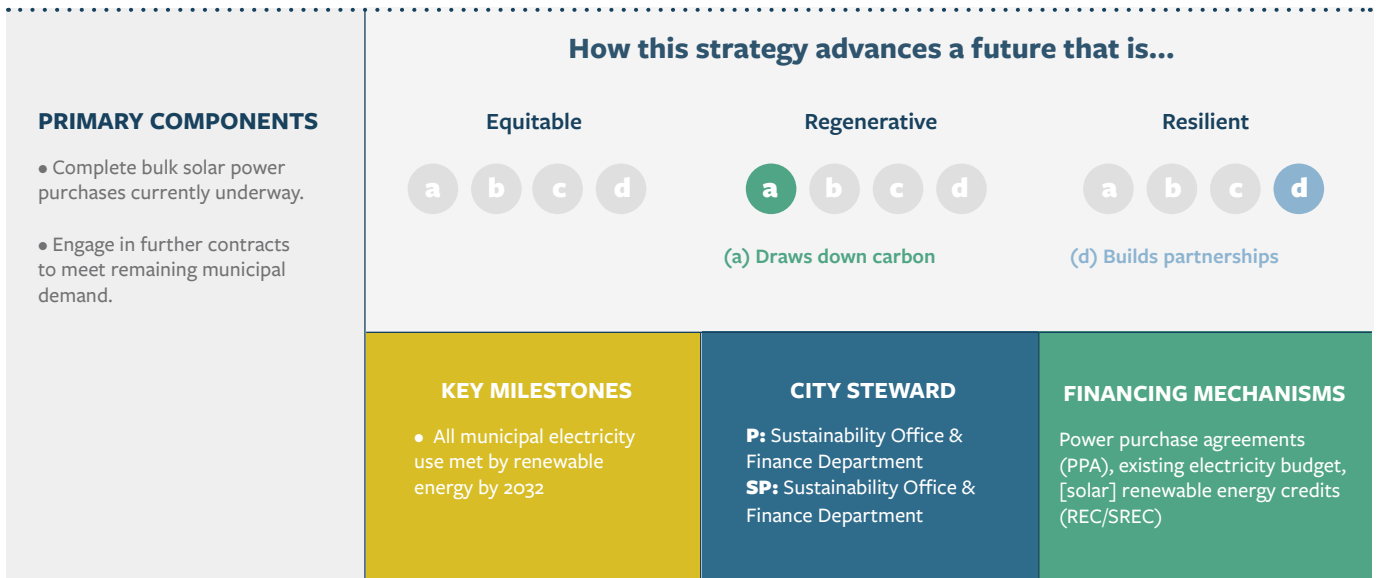 How this strategy advances a future that is...
PRIMARY COMPONENTS
• Complete bulk solar power
purchases currently underway.
• Engage in further contracts
to meet remaining municipal
demand.
Equitable
a b c d
Regenerative
a b c d
(a) Draws down carbon
Resilient
a b c d
(d) Builds partnerships
KEY MILESTONES
• All municipal electricity
use met by renewable
energy by 2032
CITY STEWARD
P: Sustainability Office &
Finance Department
SP: Sustainability Office &
Finance Department
FINANCING MECHANISMS
Power purchase agreements
(PPA), existing electricity budget,
[solar] renewable energy credits
(REC/SREC)